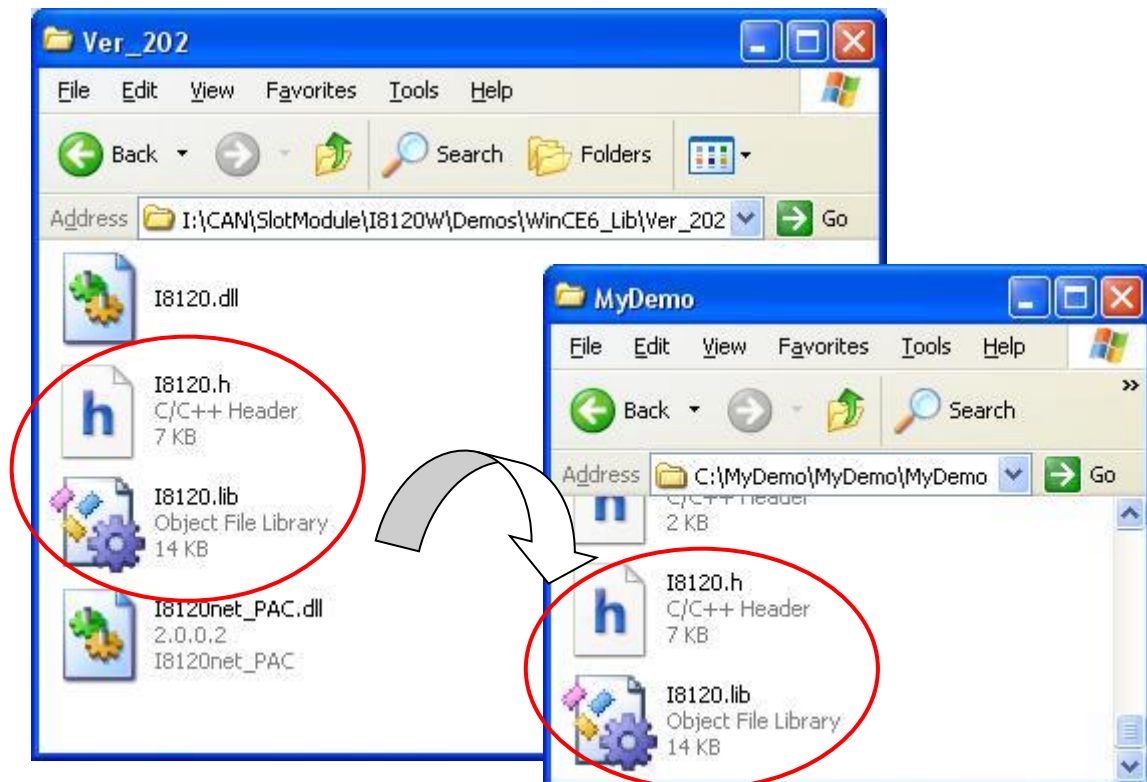 Ver_202
File Edit View Favorites Tools Help
Back Search Folders
Address I:\CAN\SlotModule\I8120W\Demos\WinCE6_Lib\Ver_202 Go
I8120.dll
I8120.h
C/C++ Header
7 KB
I8120.lib
Object File Library
14 KB
I8120net_PAC.dll
2.0.0.2
I8120net_PAC
MyDemo
File Edit View Favorites Tools Help
Back Search
Address C:\MyDemo\MyDemo\MyDemo Go
C/C++ Header
2 KB
I8120.h
C/C++ Header
7 KB
I8120.lib
Object File Library
14 KB